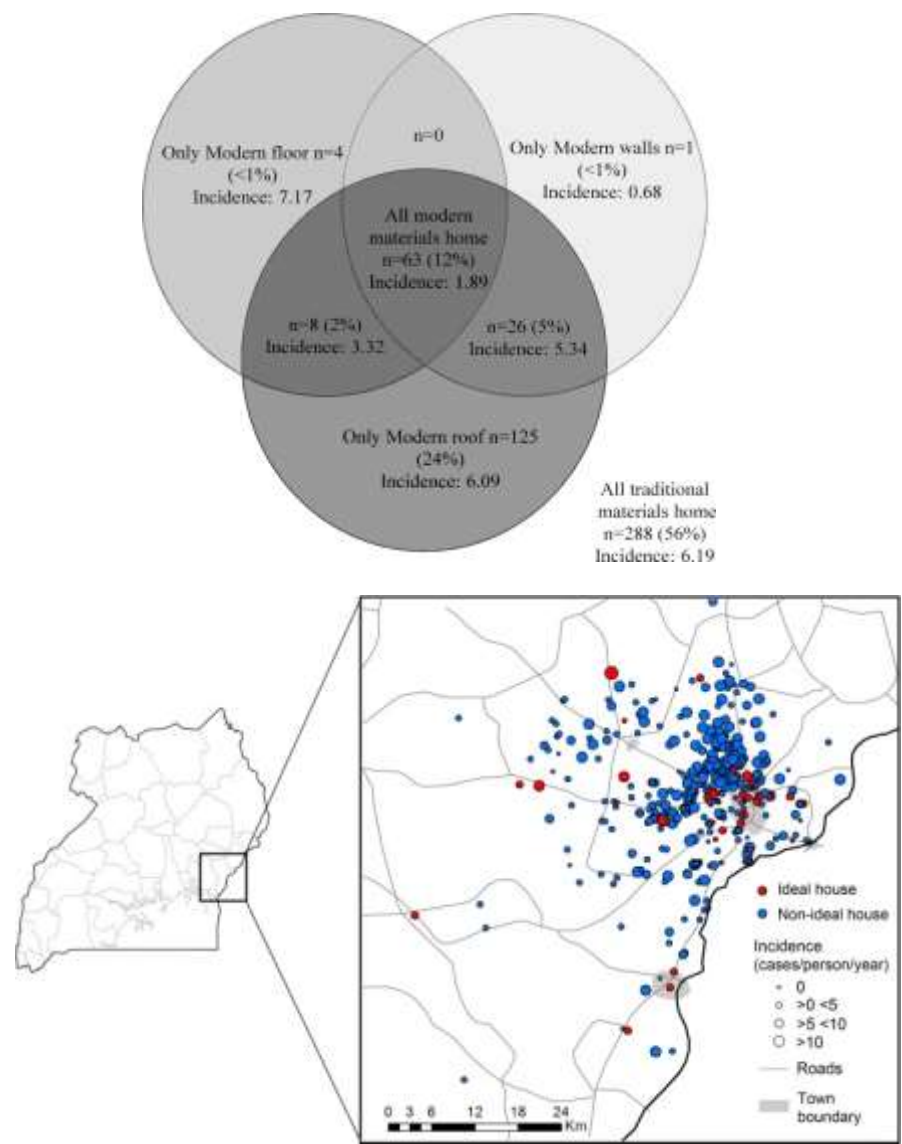 Only Modern floor n=4
(<1%)
Incidence: 7.17
n=0
Only Modern walls n=1
(<1%)
Incidence: 0.68
All modern
materials home
n=63 (12%)
Incidence: 1.89
n=8 (2%)
Incidence: 3.32
n=26 (5%)
Incidence: 5.34
Only Modern roof n=125
(24%)
Incidence: 6.09
All traditional
materials home
n=288 (56%)
Incidence: 6.19
Ideal house
Non-ideal house
Incidence
(cases/person/year)
0
>0 <5
>5 <10
>10
Roads
Town
boundary
0 3 6 12 18 24
Km